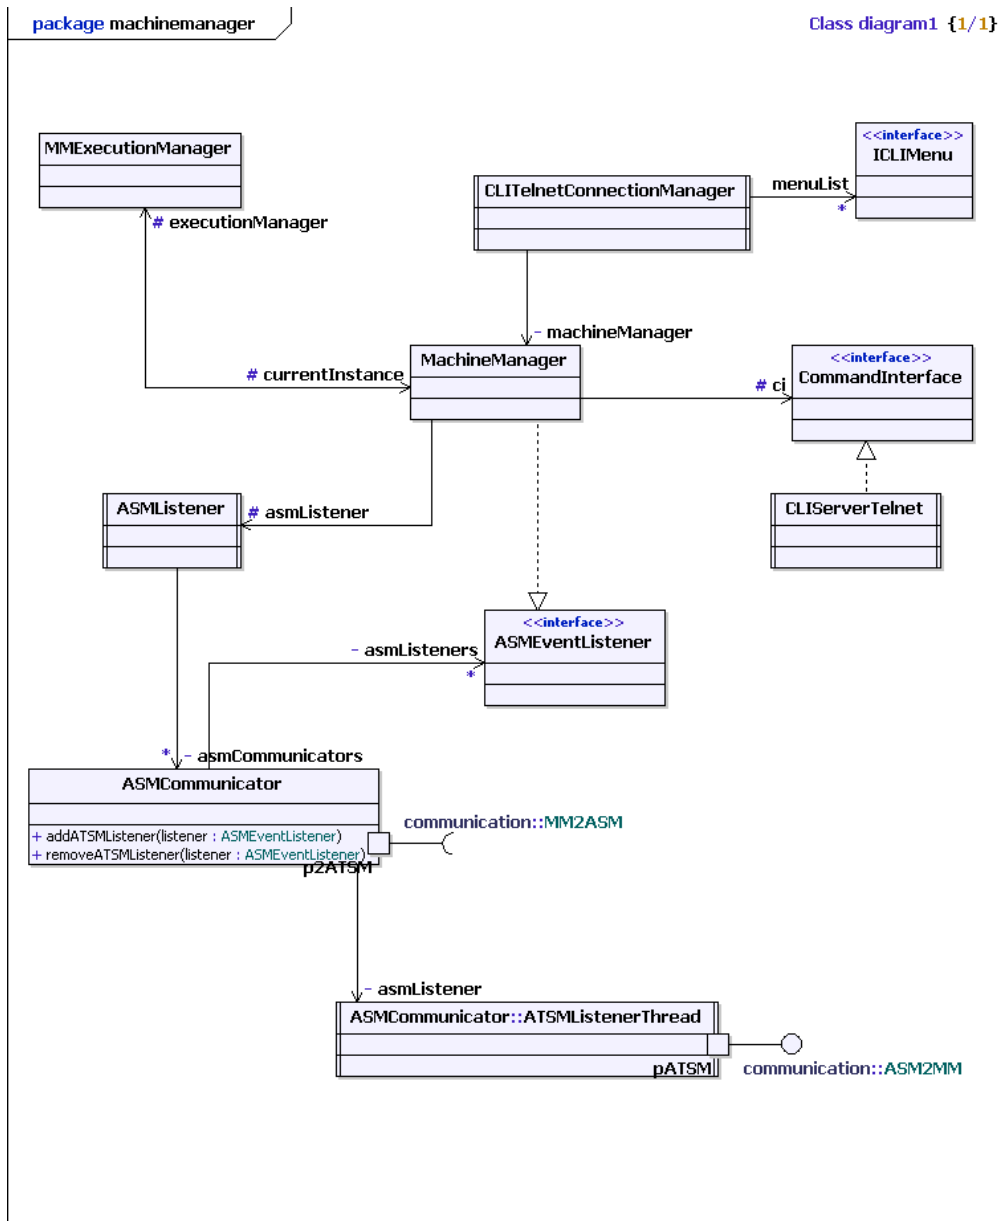 package machinemanager
Class diagram1 {1/1}
MMExecutionManager
<<interface>>
ICLIMenu
CLITelnetConnectionManager
menuList
*
# executionManager
- machineManager
MachineManager
# currentInstance
<<interface>>
CommandInterface
# ci
ASMListener
# asmListener
CLIServerTelnet
<<interface>>
ASMEventListener
- asmListeners
*
* - asmCommunicators
ASMCommunicator
+ addATSMListener(listener : ASMEventListener)
+ removeATSMListener(listener : ASMEventListener)
communication::MM2ASM
p2ATSM
- asmListener
ASMCommunicator::ATSMListenerThread
pATSM
communication::ASM2MM